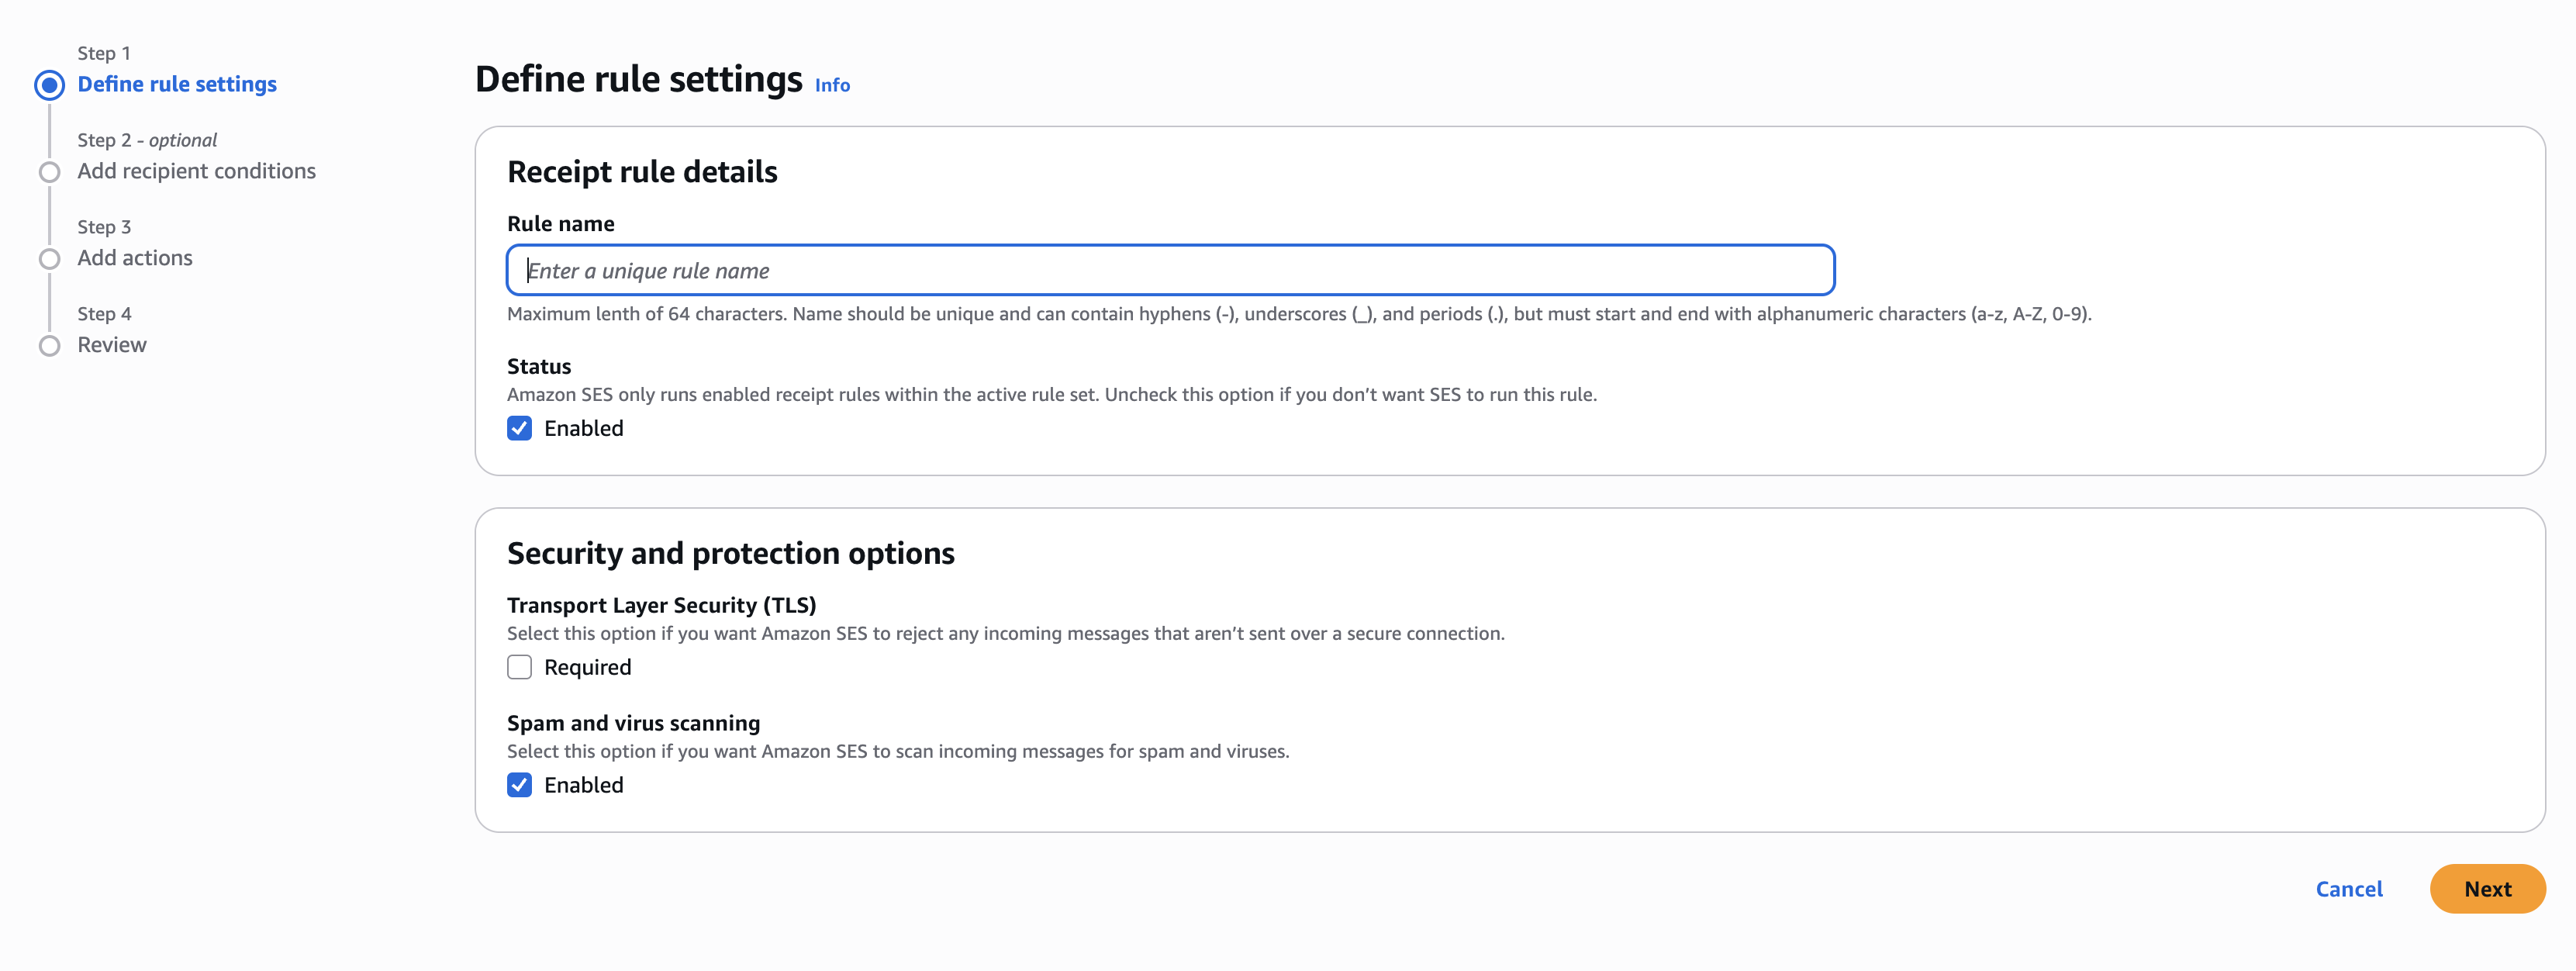 Step 1
Define rule settings
Step 2 - optional
Add recipient conditions
Step 3
Add actions
Step 4
Review
Define rule settings Info
Receipt rule details
Rule name
Enter a unique rule name
Maximum lenth of 64 characters. Name should be unique and can contain hyphens (-), underscores (_), and periods (.), but must start and end with alphanumeric characters (a-z, A-Z, 0-9).
Status
Amazon SES only runs enabled receipt rules within the active rule set. Uncheck this option if you don’t want SES to run this rule.
Enabled
Security and protection options
Transport Layer Security (TLS)
Select this option if you want Amazon SES to reject any incoming messages that aren’t sent over a secure connection.
Required
Spam and virus scanning
Select this option if you want Amazon SES to scan incoming messages for spam and viruses.
Enabled
Cancel Next